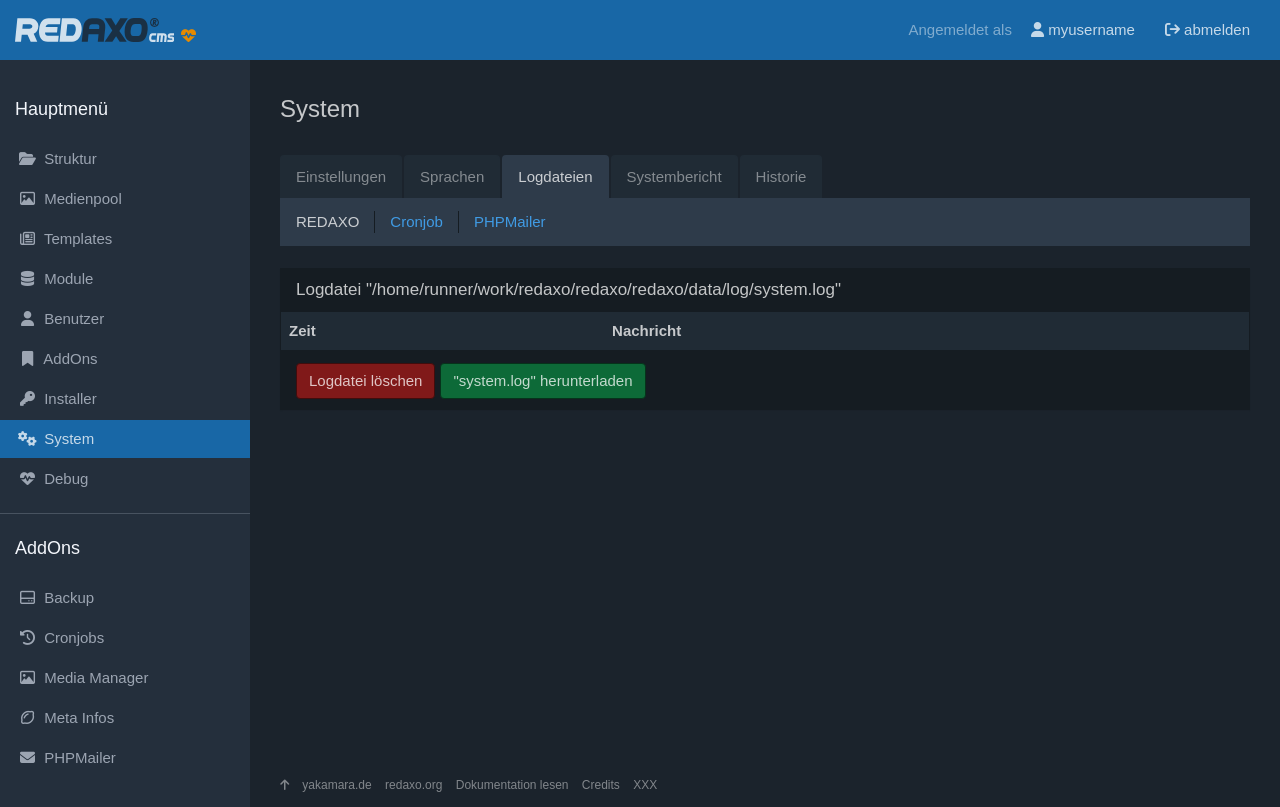 REDAXO® cms
Angemeldet als myusername abmelden
Hauptmenü
Struktur
Medienpool
Templates
Module
Benutzer
AddOns
Installer
System
Debug
AddOns
Backup
Cronjobs
Media Manager
Meta Infos
PHPMailer
System
Einstellungen Sprachen Logdateien Systembericht Historie
REDAXO Cronjob PHPMailer
Logdatei "/home/runner/work/redaxo/redaxo/redaxo/data/log/system.log"
Zeit Nachricht
Logdatei löschen "system.log" herunterladen
yakamara.de redaxo.org Dokumentation lesen Credits XXX